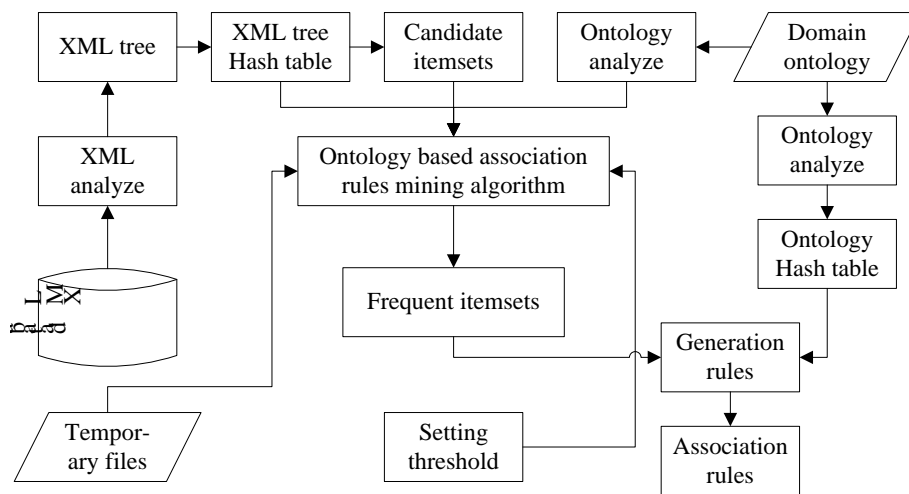 XML tree
XML tree
Hash table
Candidate
itemsets
Ontology
analyze
Domain
ontology
XML
analyze
Ontology based association
rules mining algorithm
Ontology
analyze
Ontology
Hash table
XML
Frequent itemsets
Generation
rules
Tempor-
ary files
Setting
threshold
Association
rules